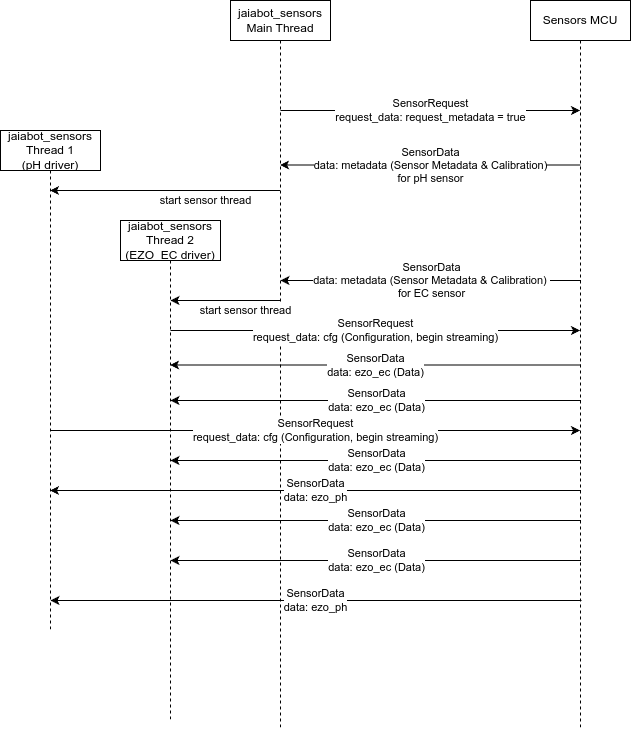 jaiabot_sensors
Main Thread
Sensors MCU
SensorRequest
request_data: request_metadata = true
jaiabot_sensors
Thread 1
(pH driver)
SensorData
data: metadata (Sensor Metadata & Calibration)
for pH sensor
start sensor thread
jaiabot_sensors
Thread 2
(EZO_EC driver)
SensorData
data: metadata (Sensor Metadata & Calibration)
for EC sensor
start sensor thread
SensorRequest
request_data: cfg (Configuration, begin streaming)
SensorData
data: ezo_ec (Data)
SensorData
data: ezo_ec (Data)
SensorRequest
request_data: cfg (Configuration, begin streaming)
SensorData
data: ezo_ec (Data)
SensorData
data: ezo_ph
SensorData
data: ezo_ec (Data)
SensorData
data: ezo_ec (Data)
SensorData
data: ezo_ph